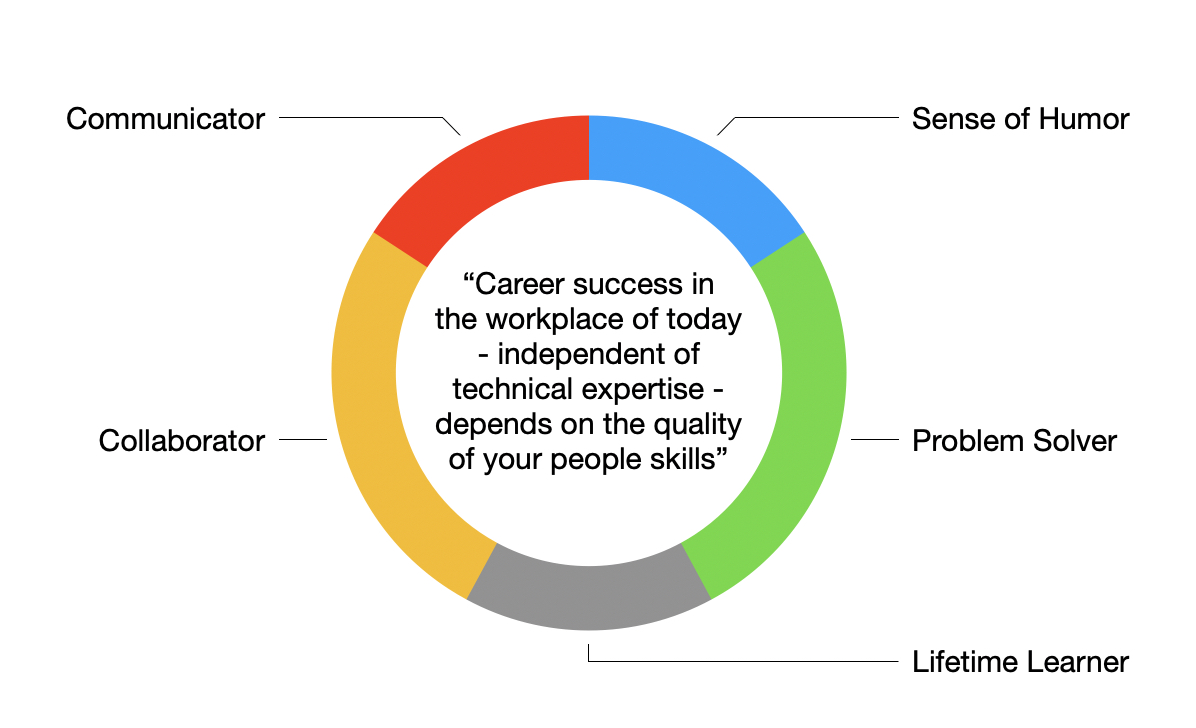 Communicator
Sense of Humor
“Career success in
the workplace of today
- independent of
technical expertise -
depends on the quality
of your people skills”
Collaborator
Problem Solver
Lifetime Learner